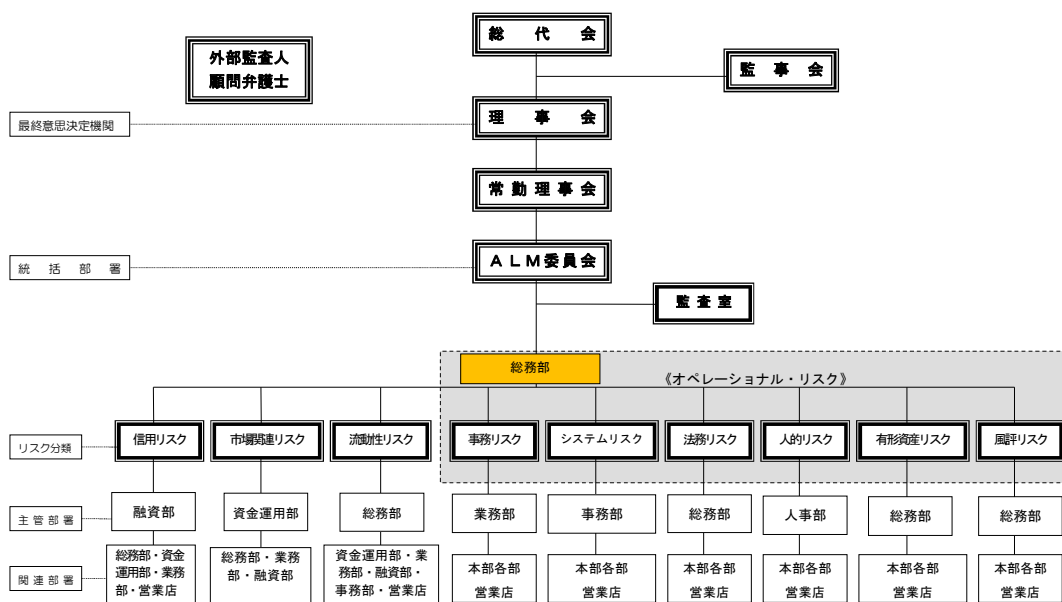 総代会
外部監査人
顧問弁護士
監事会
最終意思決定機関
理事会
常勤理事会
統括部署
ALM委員会
監査室
総務部
《オペレーショナル・リスク》
リスク分類
信用リスク
市場関連リスク
流動性リスク
事務リスク
システムリスク
法務リスク
人的リスク
有形資産リスク
風評リスク
主管部署
融資部
資金運用部
総務部
業務部
事務部
総務部
人事部
総務部
総務部
関連部署
総務部・資金
運用部・業務
部・営業店
総務部・業務
部・融資部
資金運用部・業
務部・融資部・
事務部・営業店
本部各部
営業店
本部各部
営業店
本部各部
営業店
本部各部
営業店
本部各部
営業店
本部各部
営業店